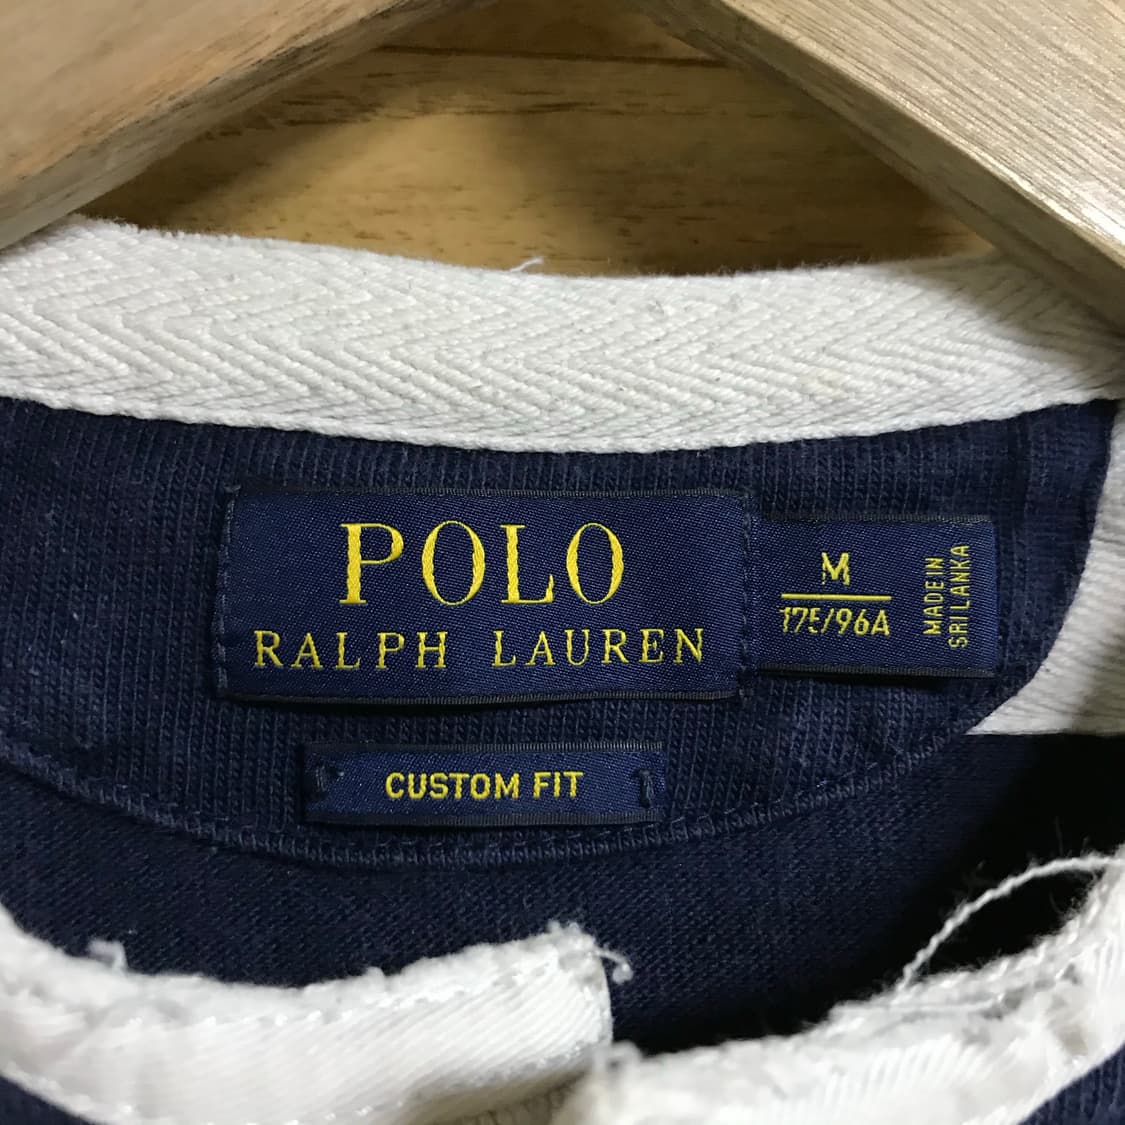 POLO
RALPH LAUREN
M
175/96A
MADE IN
SRI LANKA
CUSTOM FIT